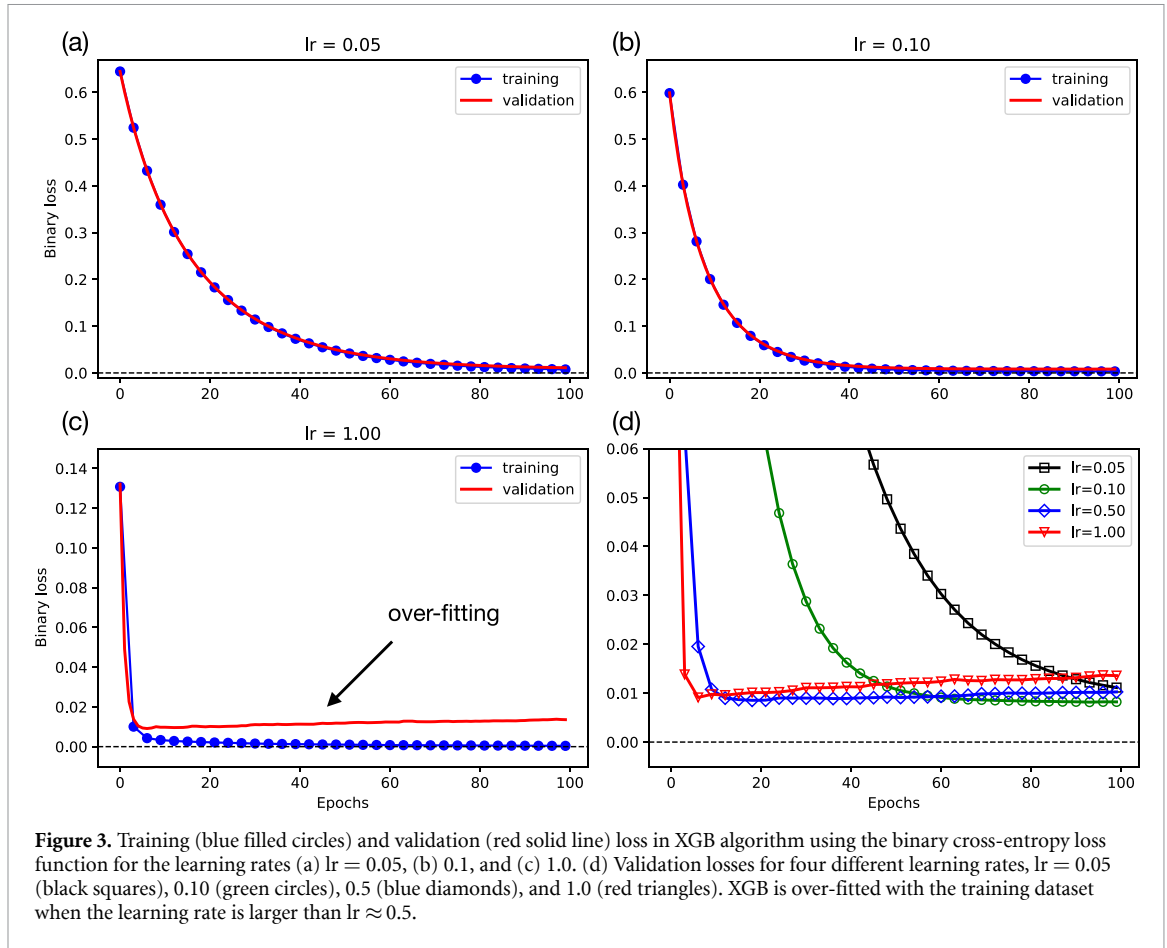 (a)
lr = 0.05
training
validation
Binary loss
0.6
0.5
0.4
0.3
0.2
0.1
0.0
0 20 40 60 80 100
(b)
lr = 0.10
training
validation
0.6
0.5
0.4
0.3
0.2
0.1
0.0
0 20 40 60 80 100
(c)
lr = 1.00
training
validation
over-fitting
Binary loss
0.14
0.12
0.10
0.08
0.06
0.04
0.02
0.00
0 20 40 60 80 100
Epochs
(d)
lr=0.05
lr=0.10
lr=0.50
lr=1.00
0.06
0.05
0.04
0.03
0.02
0.01
0.00
0 20 40 60 80 100
Epochs
Figure 3. Training (blue filled circles) and validation (red solid line) loss in XGB algorithm using the binary cross-entropy loss
function for the learning rates (a) lr = 0.05, (b) 0.1, and (c) 1.0. (d) Validation losses for four different learning rates, lr = 0.05
(black squares), 0.10 (green circles), 0.5 (blue diamonds), and 1.0 (red triangles). XGB is over-fitted with the training dataset
when the learning rate is larger than lr ≈ 0.5.